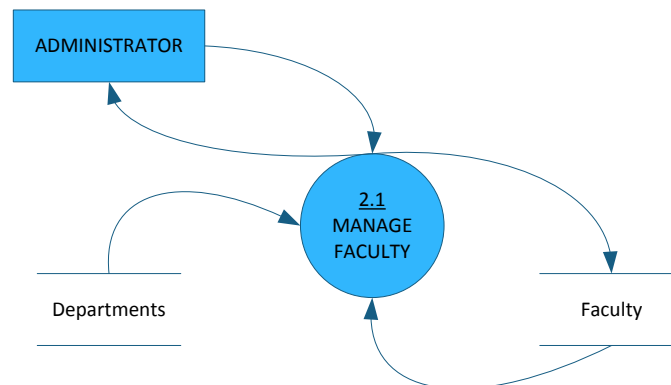 ADMINISTRATOR
2.1
MANAGE
FACULTY
Departments
Faculty